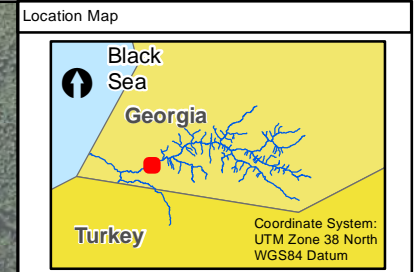 Location Map
Black
Sea
Georgia
Turkey
Coordinate System:
UTM Zone 38 North
WGS84 Datum